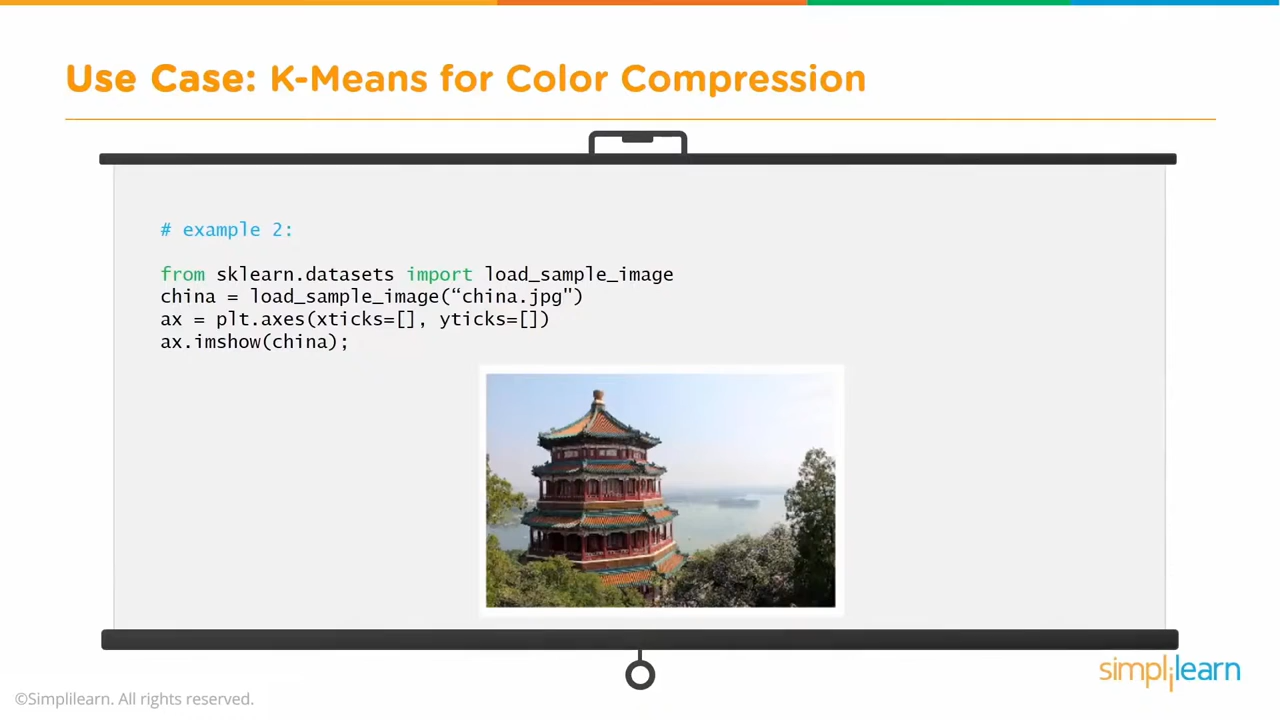 Use Case: K-Means for Color Compression
# example 2:
from sklearn.datasets import load_sample_image
china = load_sample_image(“china.jpg")
ax = plt.axes(xticks=[], yticks=[])
ax.imshow(china);
simplilearn
©Simplilearn. All rights reserved.